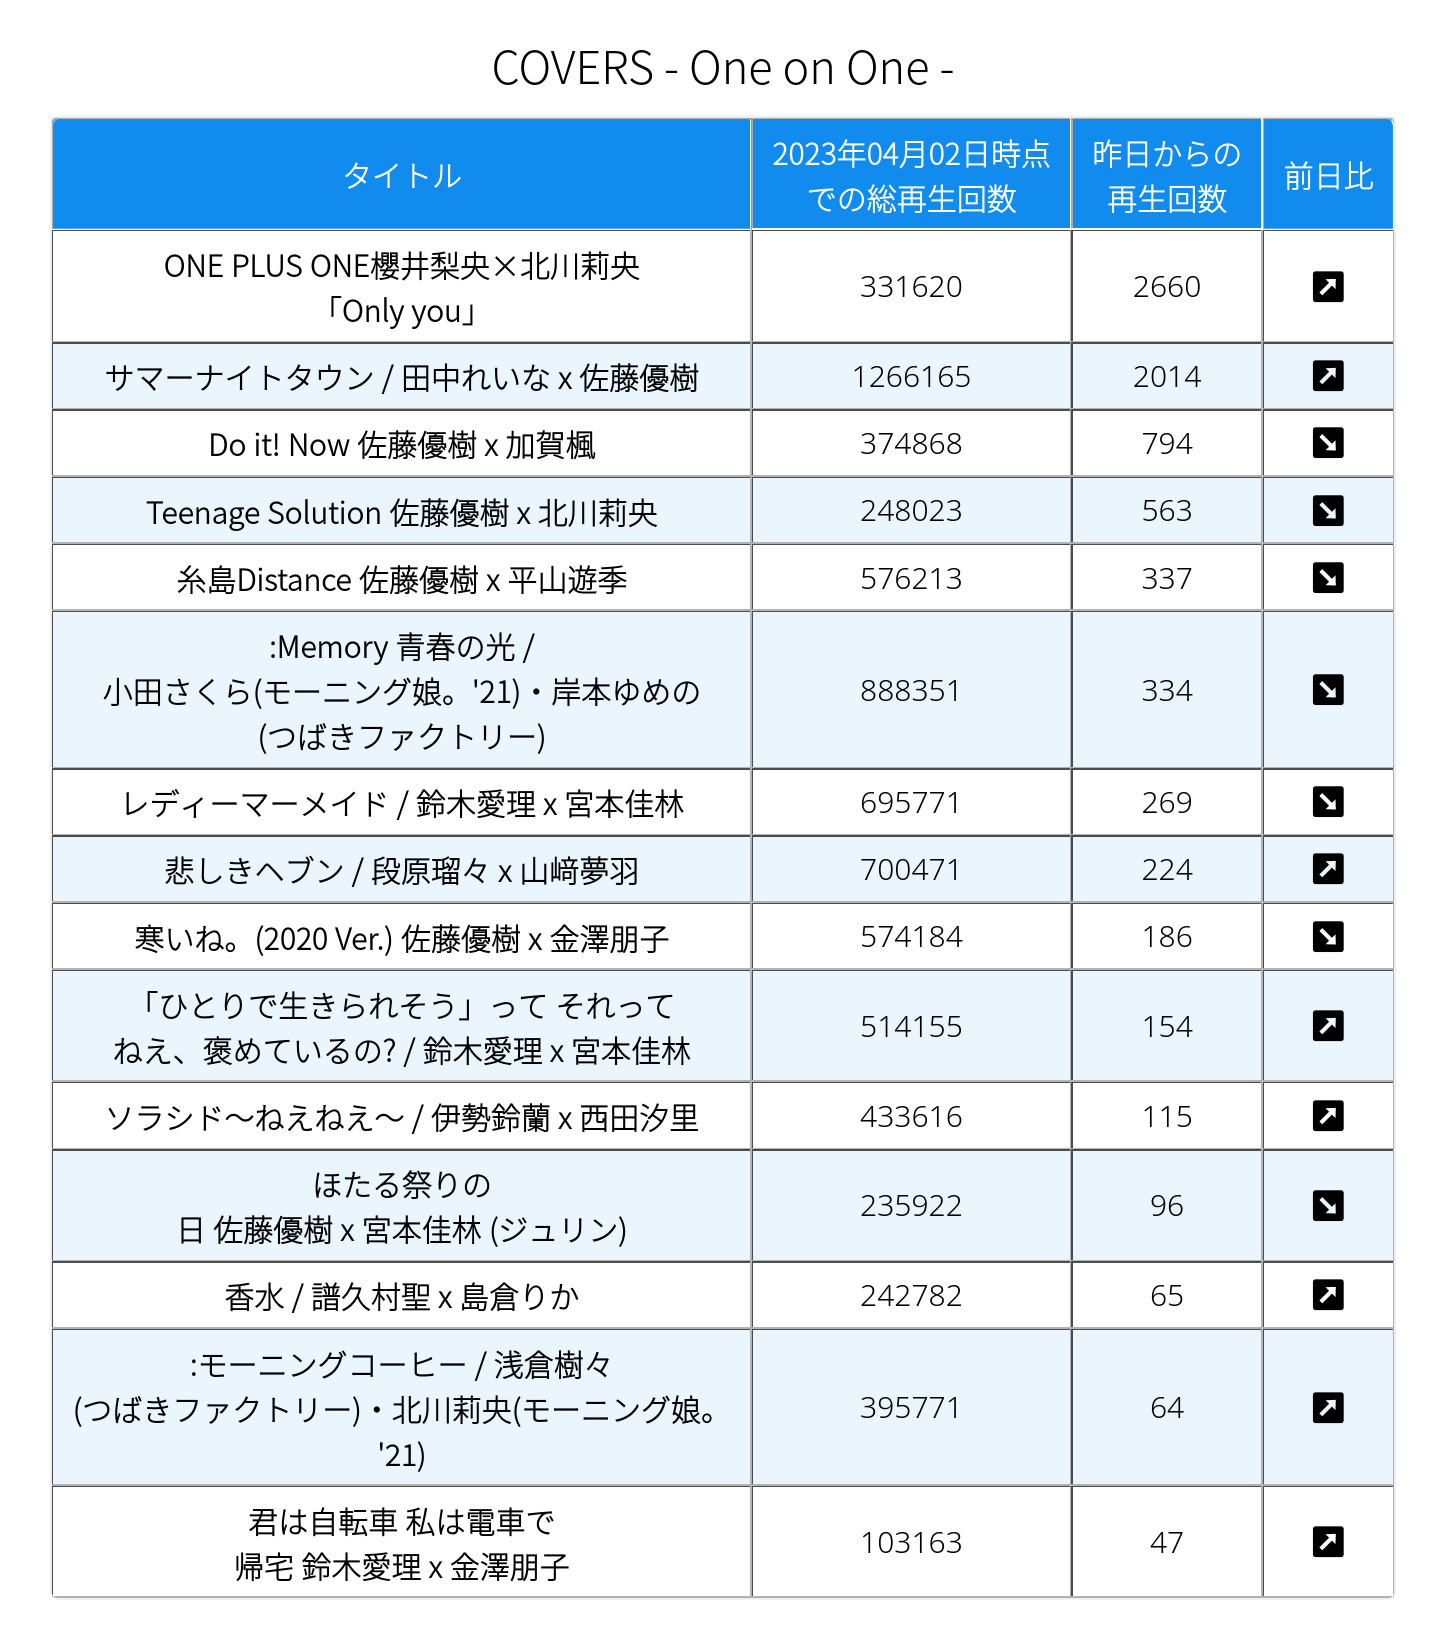 COVERS - One on One -
タイトル
2023年04月02日時点
での総再生回数
昨日からの
再生回数
前日比
ONE PLUS ONE櫻井梨央×北川莉央
「Only you」
331620
2660
サマーナイトタウン / 田中れいな x 佐藤優樹
1266165
2014
Do it! Now 佐藤優樹 x 加賀楓
374868
794
Teenage Solution 佐藤優樹 x 北川莉央
248023
563
糸島Distance 佐藤優樹 x 平山遊季
576213
337
:Memory 青春の光 /
小田さくら(モーニング娘。'21)・岸本ゆめの
(つばきファクトリー)
888351
334
レディーマーメイド / 鈴木愛理 x 宮本佳林
695771
269
悲しきヘブン / 段原瑠々 x 山﨑夢羽
700471
224
寒いね。(2020 Ver.) 佐藤優樹 x 金澤朋子
574184
186
「ひとりで生きられそう」って それって
ねえ、褒めているの? / 鈴木愛理 x 宮本佳林
514155
154
ソラシド〜ねえねえ〜 / 伊勢鈴蘭 x 西田汐里
433616
115
ほたる祭りの
日 佐藤優樹 x 宮本佳林 (ジュリン)
235922
96
香水 / 譜久村聖 x 島倉りか
242782
65
:モーニングコーヒー / 浅倉樹々
(つばきファクトリー)・北川莉央(モーニング娘。
'21)
395771
64
君は自転車 私は電車で
帰宅 鈴木愛理 x 金澤朋子
103163
47